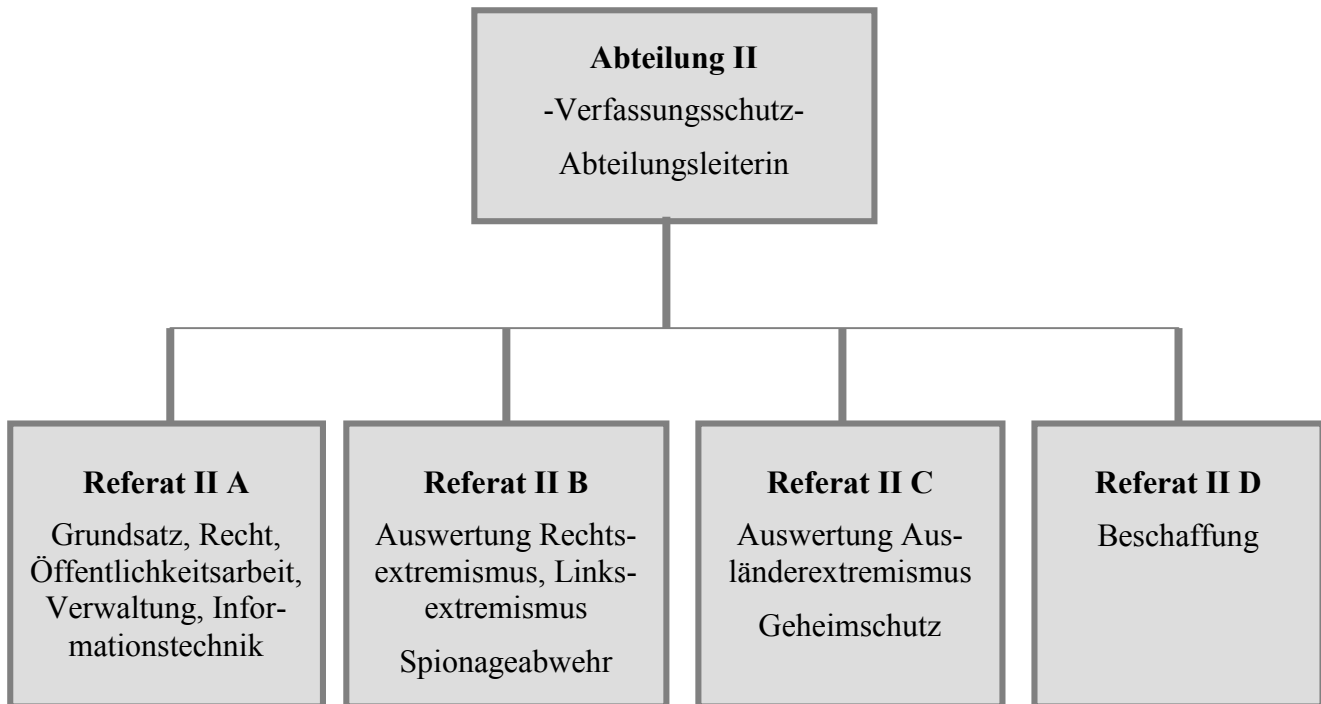 Abteilung II
-Verfassungsschutz-
Abteilungsleiterin
Referat II A
Grundsatz, Recht,
Öffentlichkeitsarbeit,
Verwaltung, Infor-
mationstechnik
Referat II B
Auswertung Rechts-
extremismus, Links-
extremismus
Spionageabwehr
Referat II C
Auswertung Aus-
länderextremismus
Geheimschutz
Referat II D
Beschaffung